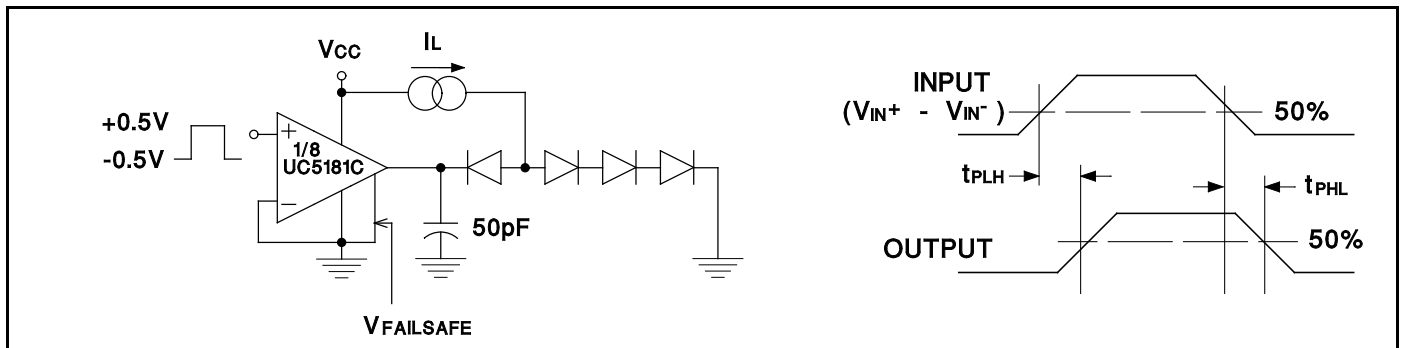 VCC
IL
+0.5V
-0.5V
+
1/8
UC5181C
-
50pF
VFAILSAFE
INPUT
(VIN+ - VIN-)
50%
tPLH
tPHL
OUTPUT
50%